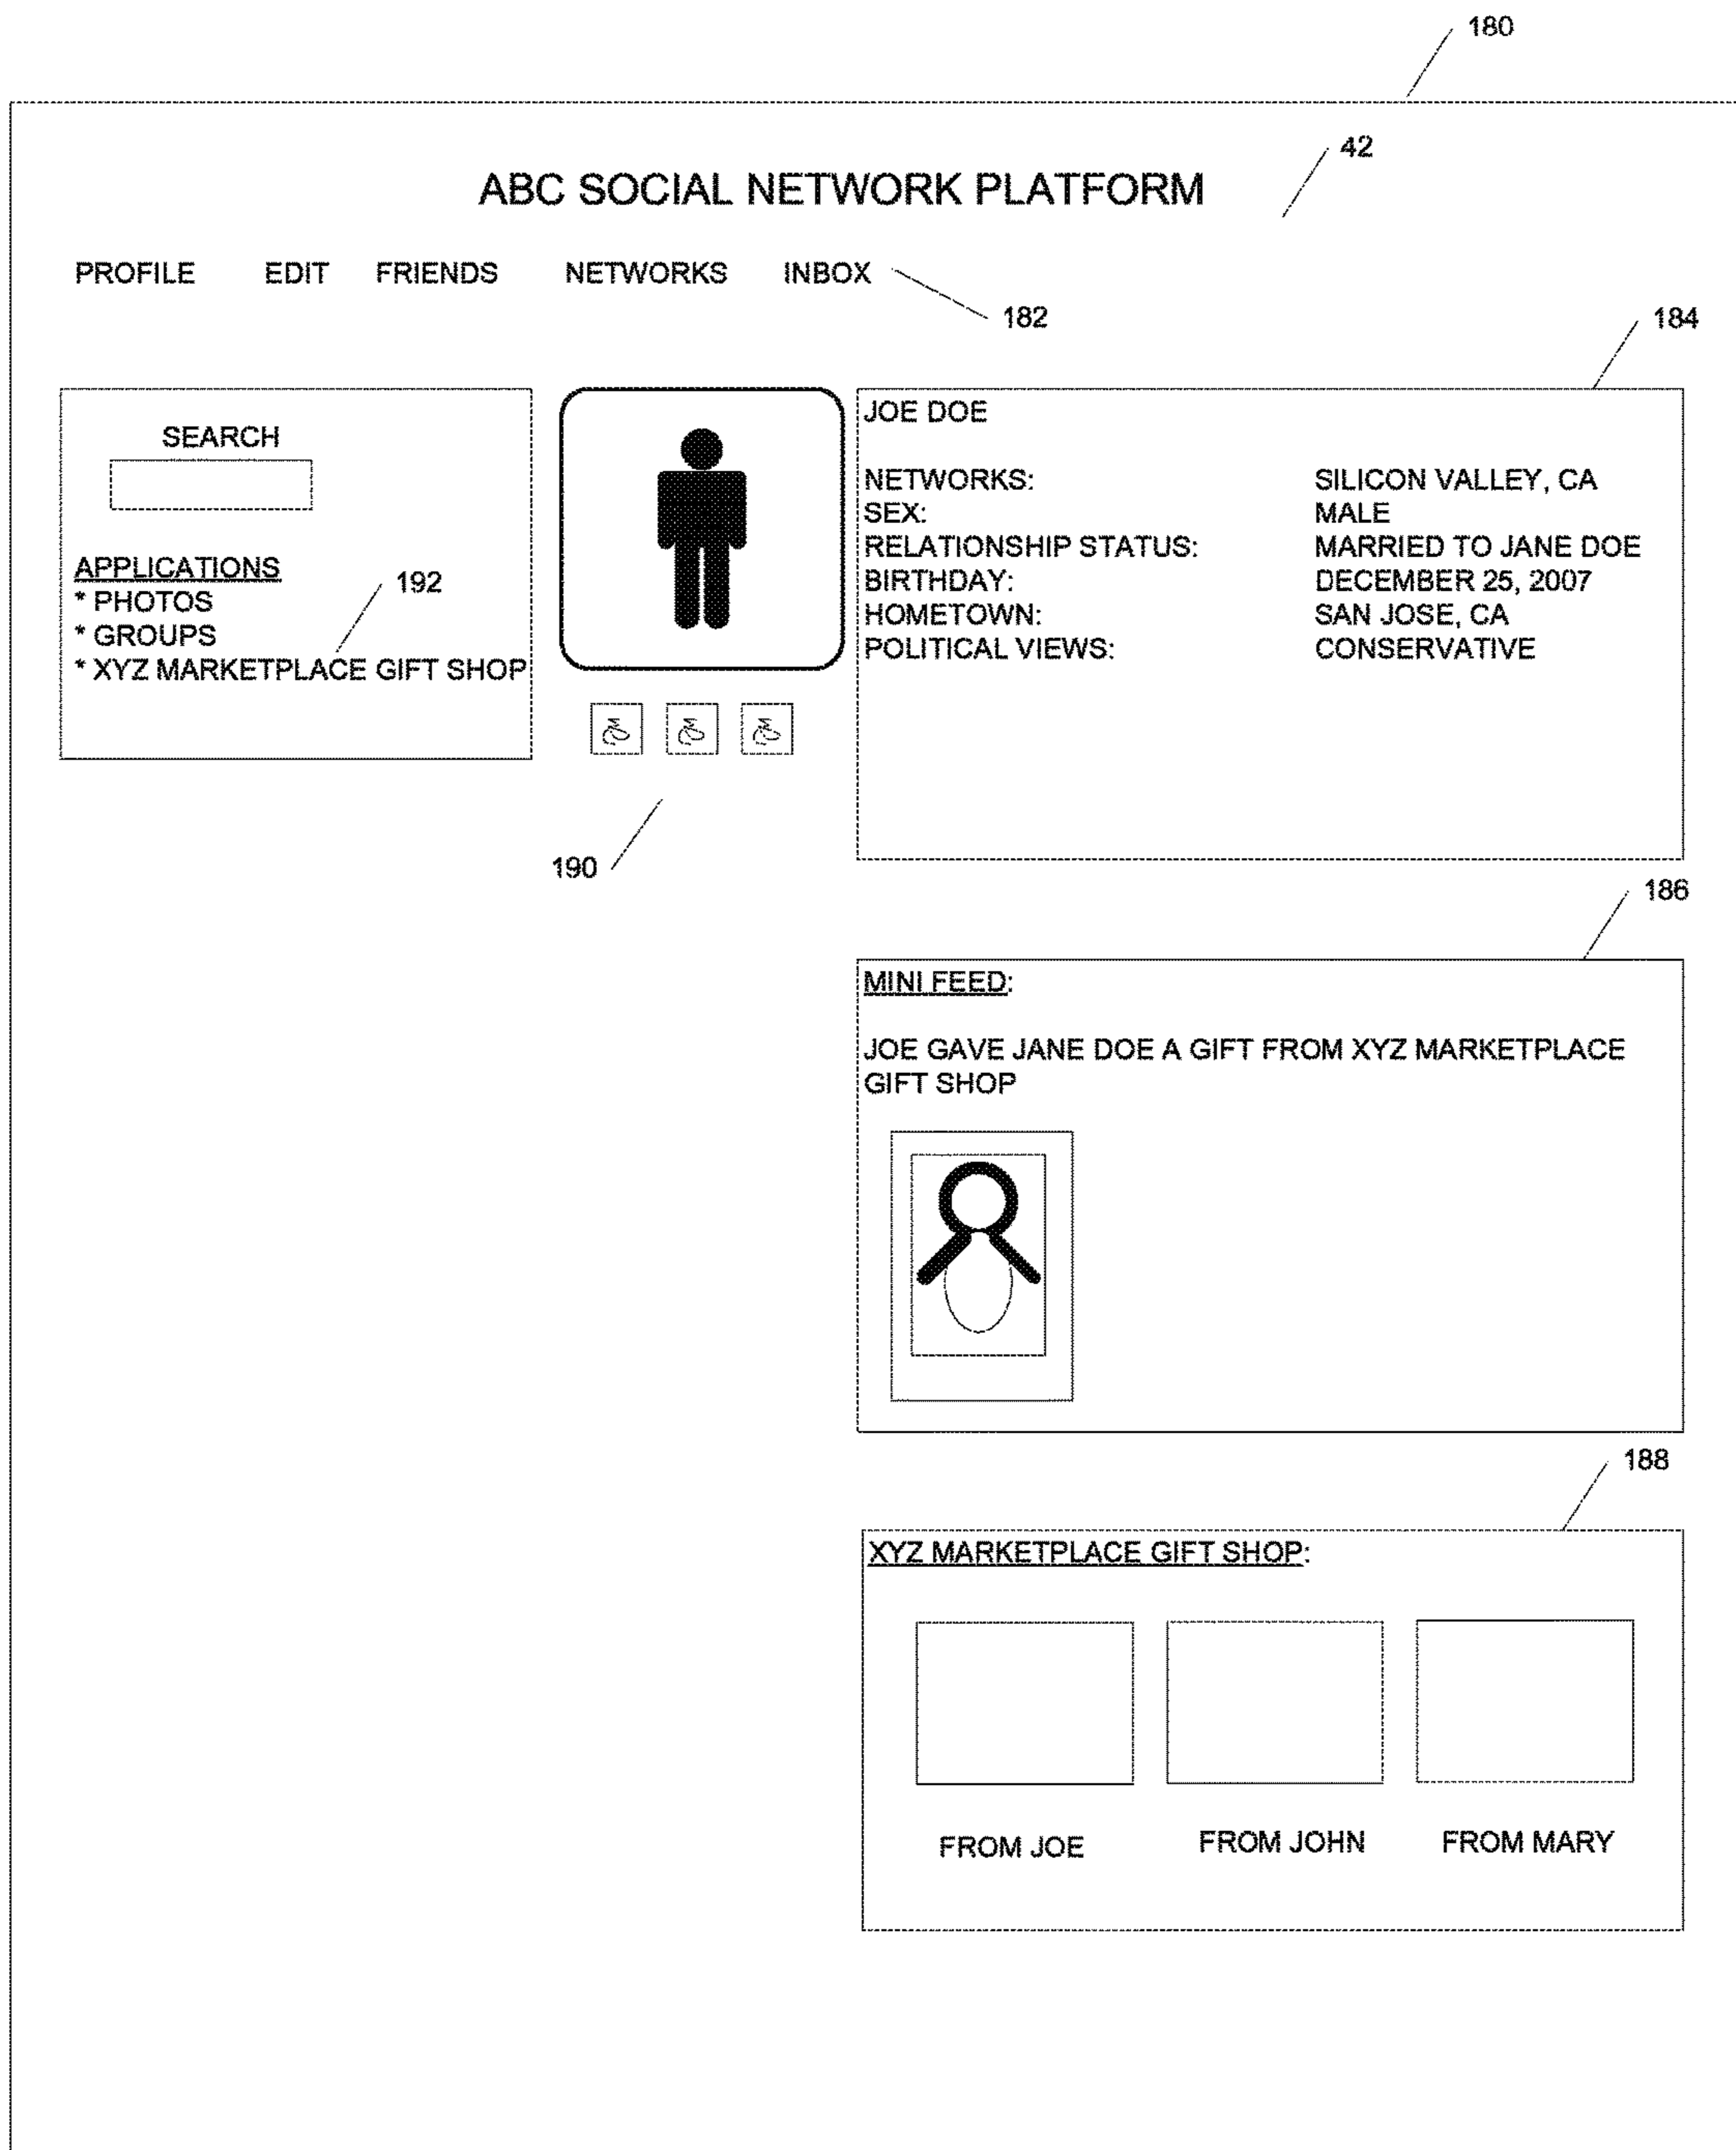 180
42
ABC SOCIAL NETWORK PLATFORM
PROFILE EDIT FRIENDS NETWORKS INBOX
182
184
SEARCH
APPLICATIONS
192
* PHOTOS
* GROUPS
* XYZ MARKETPLACE GIFT SHOP
190
JOE DOE
NETWORKS: SILICON VALLEY, CA
SEX: MALE
RELATIONSHIP STATUS: MARRIED TO JANE DOE
BIRTHDAY: DECEMBER 25, 2007
HOMETOWN: SAN JOSE, CA
POLITICAL VIEWS: CONSERVATIVE
186
MINI FEED:
JOE GAVE JANE DOE A GIFT FROM XYZ MARKETPLACE
GIFT SHOP
188
XYZ MARKETPLACE GIFT SHOP:
FROM JOE FROM JOHN FROM MARY